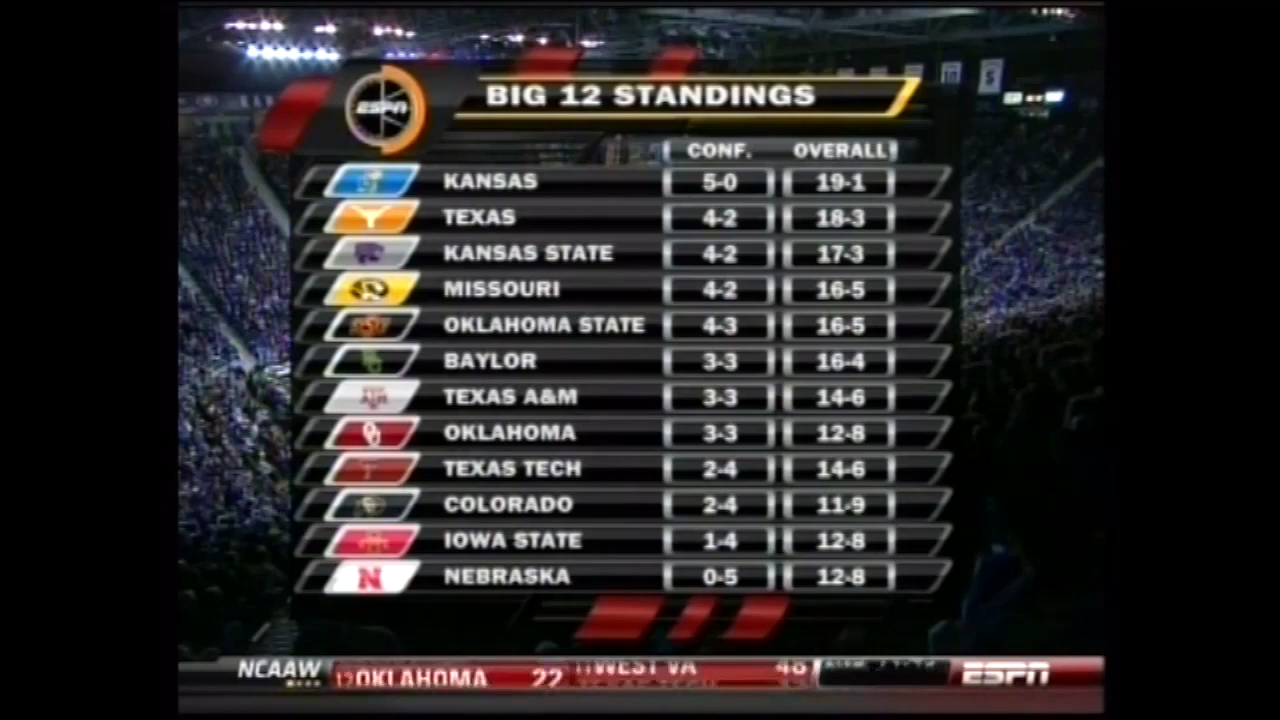 ESPN
BIG 12 STANDINGS
CONF. OVERALL
KANSAS 5-0 19-1
TEXAS 4-2 18-3
KANSAS STATE 4-2 17-3
MISSOURI 4-2 16-5
OKLAHOMA STATE 4-3 16-5
BAYLOR 3-3 16-4
TEXAS A&M 3-3 14-6
OKLAHOMA 3-3 12-8
TEXAS TECH 2-4 14-6
COLORADO 2-4 11-9
IOWA STATE 1-4 12-8
N NEBRASKA 0-5 12-8
NCAAW 12 OKLAHOMA 22 11 WEST VA 48 ESPN